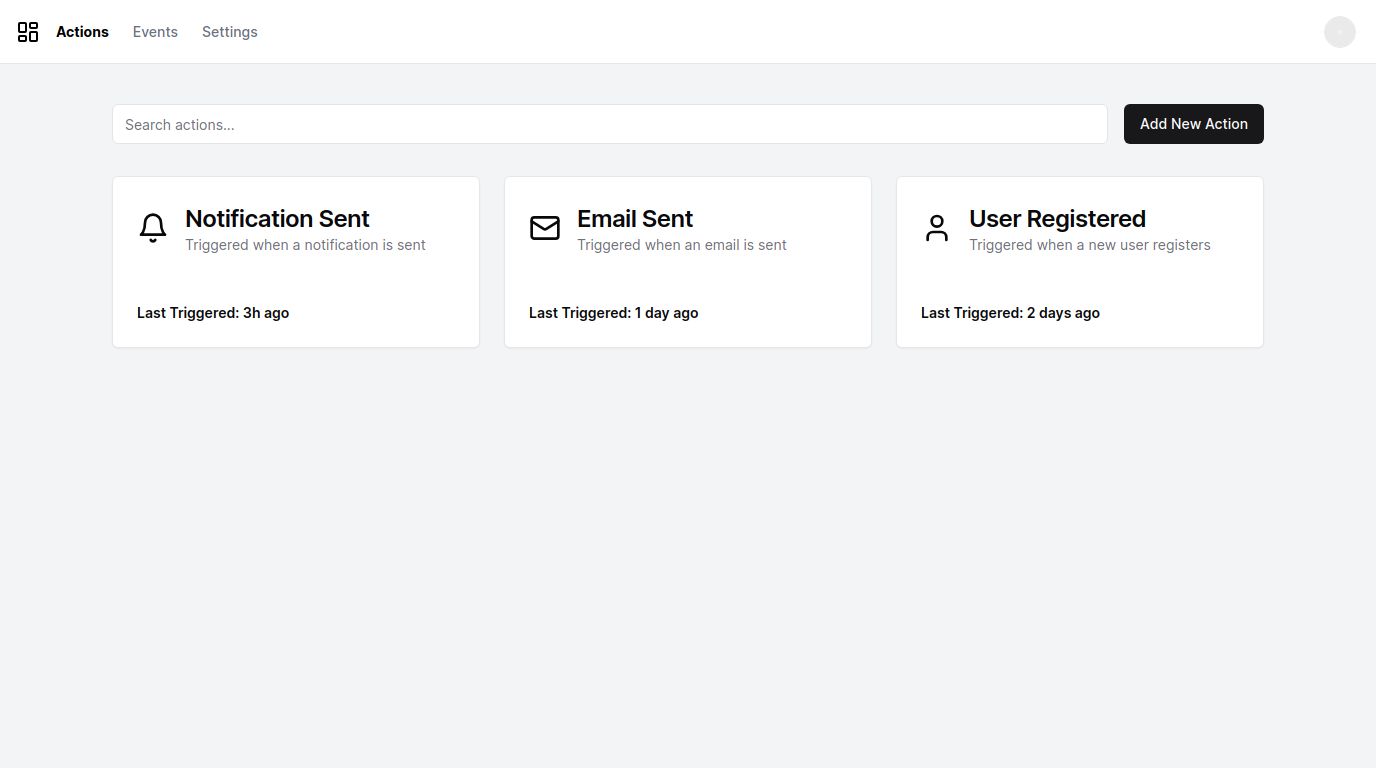 Actions Events Settings
Search actions...
Add New Action
Notification Sent
Triggered when a notification is sent
Last Triggered: 3h ago
Email Sent
Triggered when an email is sent
Last Triggered: 1 day ago
User Registered
Triggered when a new user registers
Last Triggered: 2 days ago